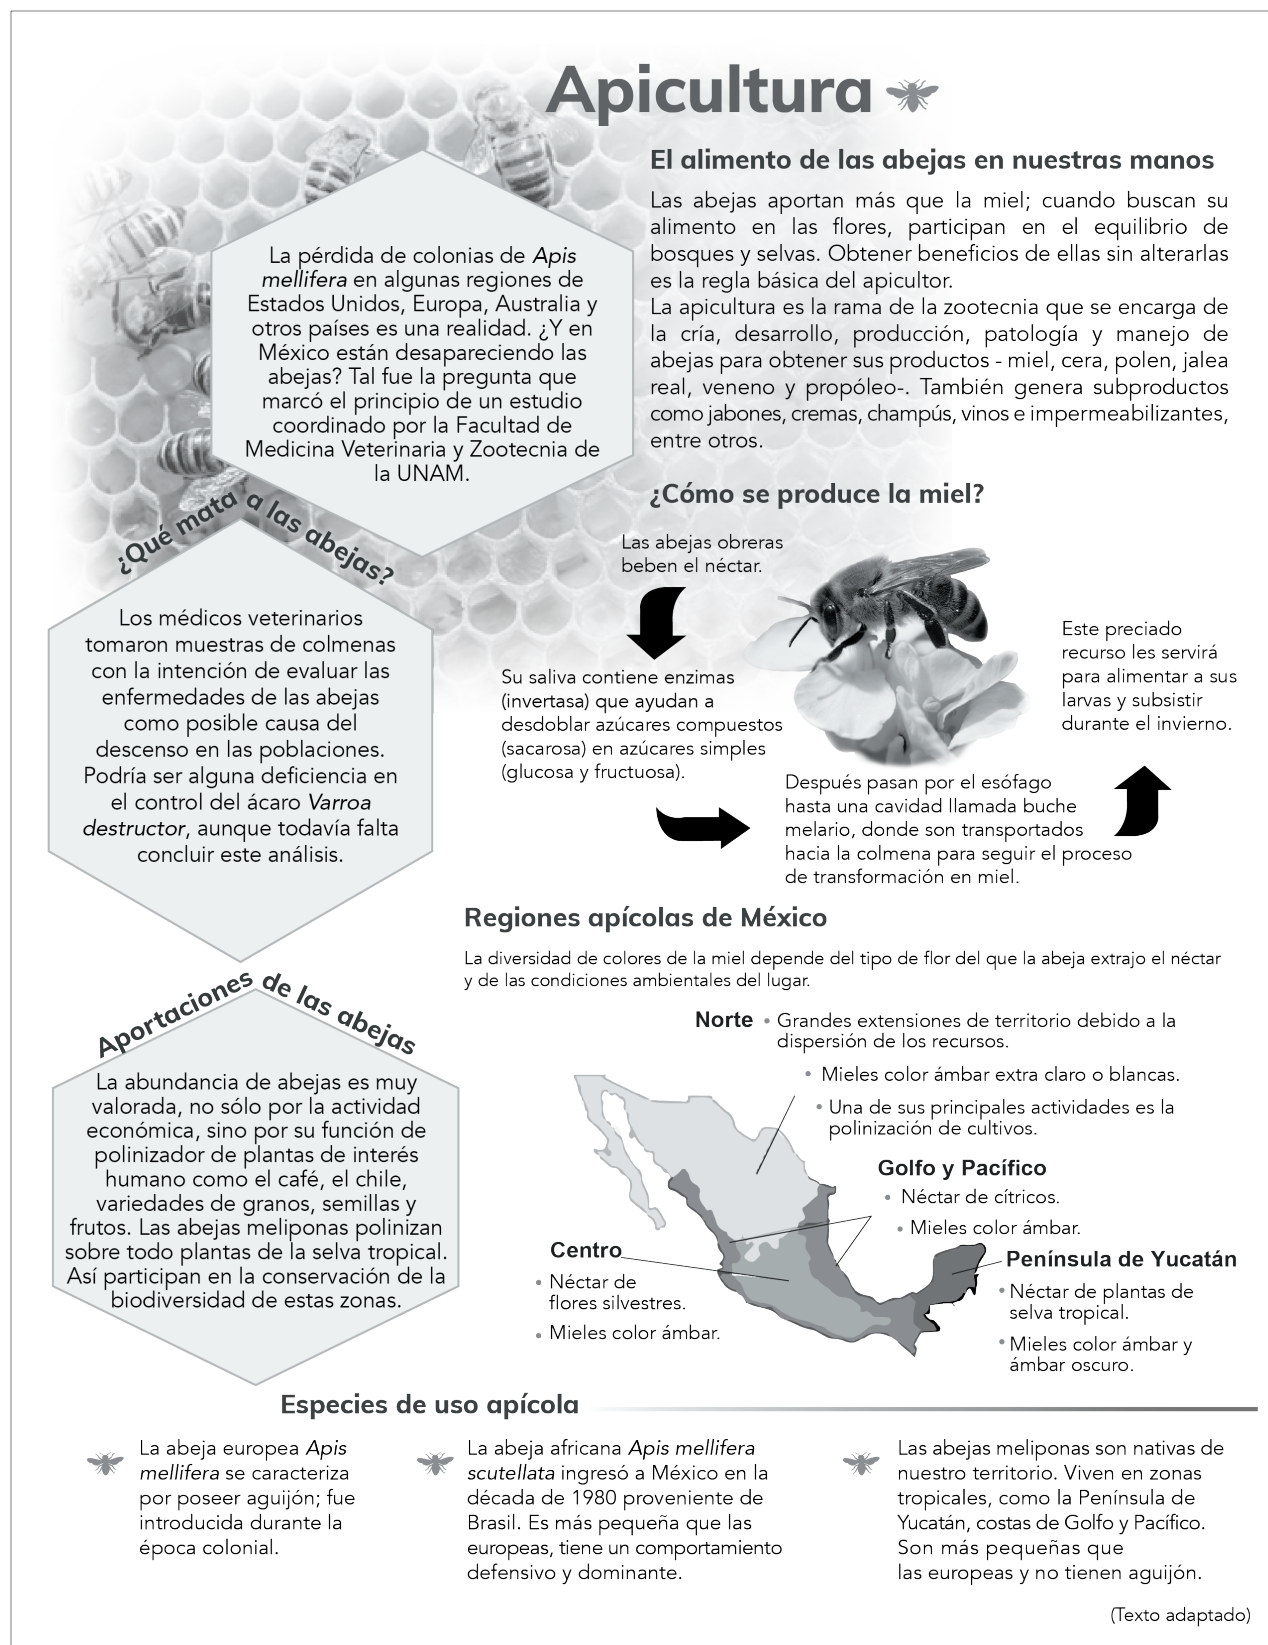 Apicultura
El alimento de las abejas en nuestras manos
Las abejas aportan más que la miel; cuando buscan su
alimento en las flores, participan en el equilibrio de
bosques y selvas. Obtener beneficios de ellas sin alterarlas
es la regla básica del apicultor.
La apicultura es la rama de la zootecnia que se encarga de
la cría, desarrollo, producción, patología y manejo de
abejas para obtener sus productos - miel, cera, polen, jalea
real, veneno y propóleo-. También genera subproductos
como jabones, cremas, champús, vinos e impermeabilizantes,
entre otros.
La pérdida de colonias de Apis
mellifera en algunas regiones de
Estados Unidos, Europa, Australia y
otros países es una realidad. ¿Y en
México están desapareciendo las
abejas? Tal fue la pregunta que
marcó el principio de un estudio
coordinado por la Facultad de
Medicina Veterinaria y Zootecnia de
la UNAM.
¿Qué mata a las abejas?
Los médicos veterinarios
tomaron muestras de colmenas
con la intención de evaluar las
enfermedades de las abejas
como posible causa del
descenso en las poblaciones.
Podría ser alguna deficiencia en
el control del ácaro Varroa
destructor, aunque todavía falta
concluir este análisis.
¿Cómo se produce la miel?
Las abejas obreras
beben el néctar.
Su saliva contiene enzimas
(invertasa) que ayudan a
desdoblar azúcares compuestos
(sacarosa) en azúcares simples
(glucosa y fructuosa).
Después pasan por el esófago
hasta una cavidad llamada buche
melario, donde son transportados
hacia la colmena para seguir el proceso
de transformación en miel.
Este preciado
recurso les servirá
para alimentar a sus
larvas y subsistir
durante el invierno.
Aportaciones de las abejas
La abundancia de abejas es muy
valorada, no sólo por la actividad
económica, sino por su función de
polinizador de plantas de interés
humano como el café, el chile,
variedades de granos, semillas y
frutos. Las abejas meliponas polinizan
sobre todo plantas de la selva tropical.
Así participan en la conservación de la
biodiversidad de estas zonas.
Regiones apícolas de México
La diversidad de colores de la miel depende del tipo de flor del que la abeja extrajo el néctar
y de las condiciones ambientales del lugar.
Norte • Grandes extensiones de territorio debido a la
dispersión de los recursos.
• Mieles color ámbar extra claro o blancas.
• Una de sus principales actividades es la
polinización de cultivos.
Golfo y Pacífico
• Néctar de cítricos.
• Mieles color ámbar.
Centro
• Néctar de
flores silvestres.
• Mieles color ámbar.
Península de Yucatán
• Néctar de plantas de
selva tropical.
• Mieles color ámbar y
ámbar oscuro.
Especies de uso apícola
La abeja europea Apis
mellifera se caracteriza
por poseer aguijón; fue
introducida durante la
época colonial.
La abeja africana Apis mellifera
scutellata ingresó a México en la
década de 1980 proveniente de
Brasil. Es más pequeña que las
europeas, tiene un comportamiento
defensivo y dominante.
Las abejas meliponas son nativas de
nuestro territorio. Viven en zonas
tropicales, como la Península de
Yucatán, costas de Golfo y Pacífico.
Son más pequeñas que
las europeas y no tienen aguijón.
(Texto adaptado)